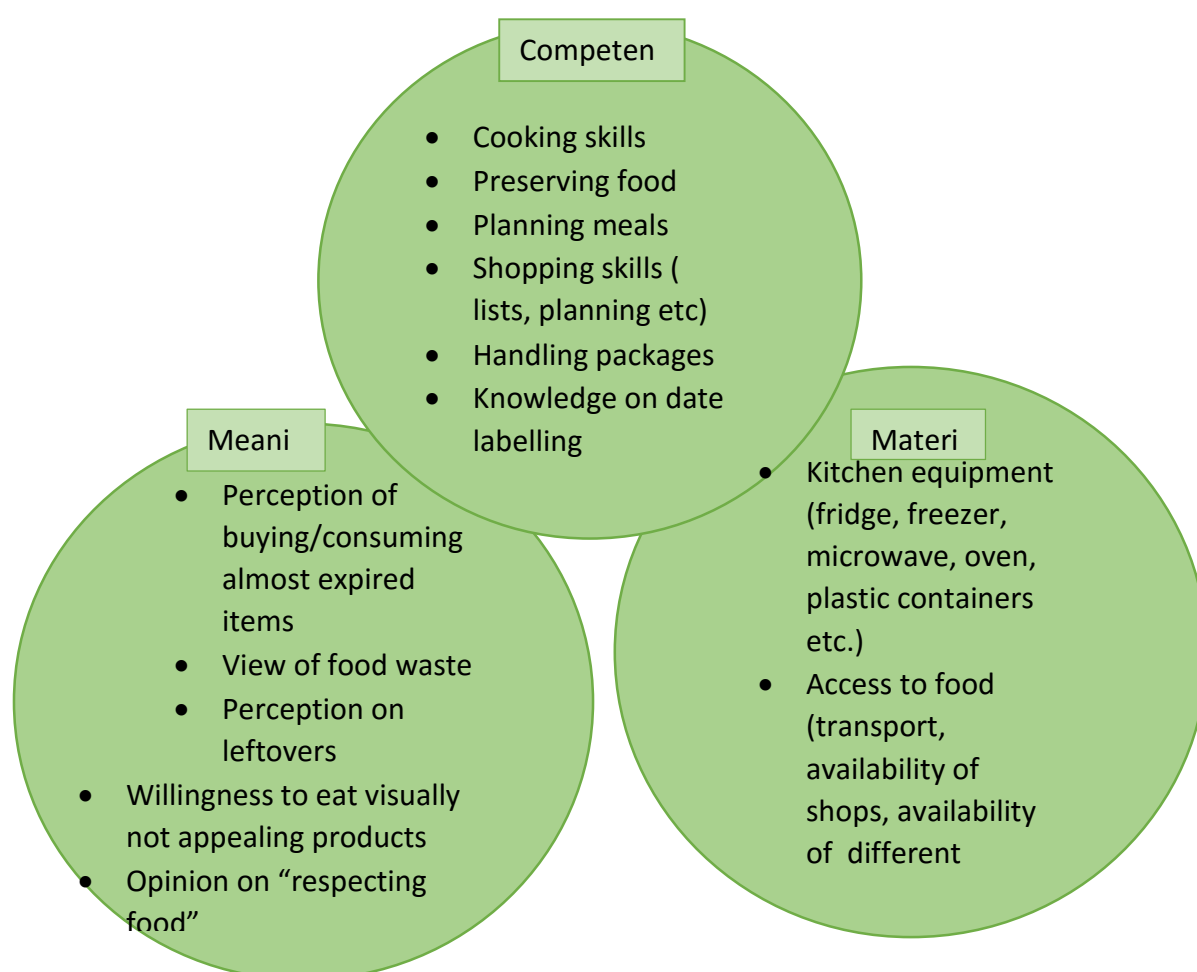 Competen
• Cooking skills
• Preserving food
• Planning meals
• Shopping skills (
lists, planning etc)
• Handling packages
• Knowledge on date
labelling
Meani
• Perception of
buying/consuming
almost expired
items
• View of food waste
• Perception on
leftovers
• Willingness to eat visually
not appealing products
• Opinion on “respecting
food”
Materi
• Kitchen equipment
(fridge, freezer,
microwave, oven,
plastic containers
etc.)
• Access to food
(transport,
availability of
shops, availability
of different